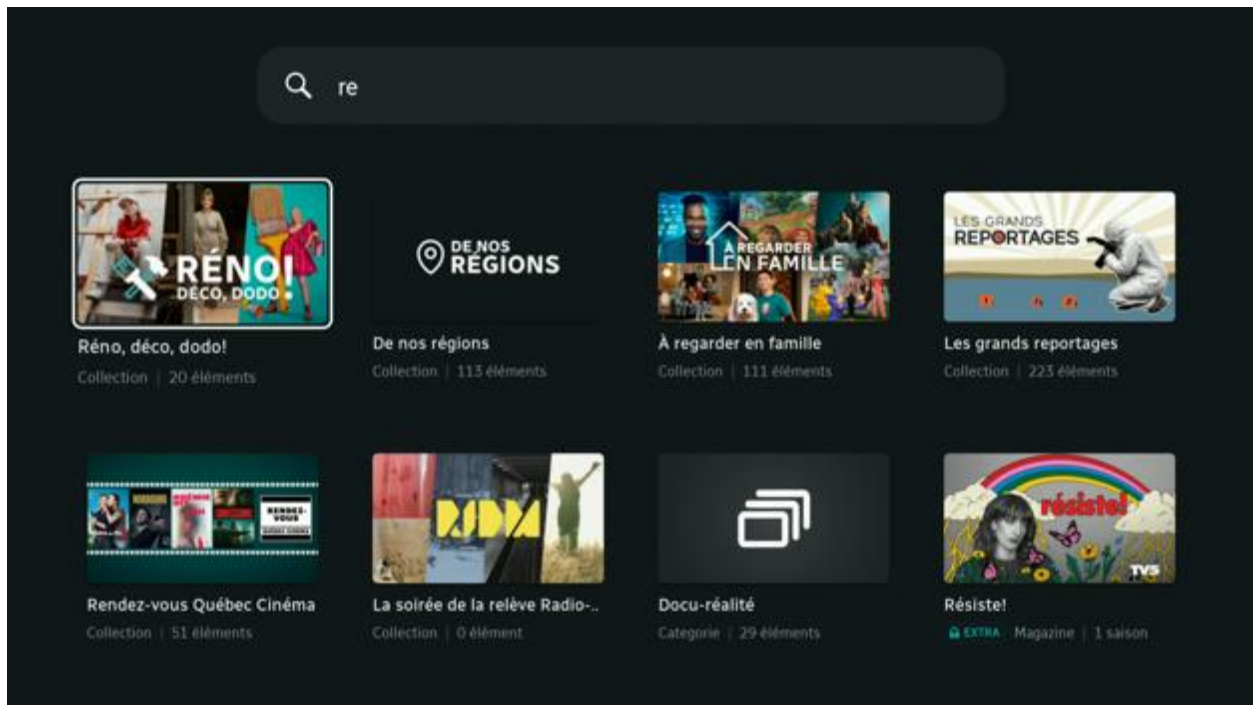 re
RÉNO!
DÉCO, DODO
DE NOS
RÉGIONS
À REGARDER
EN FAMILLE
LES GRANDS
REPORTAGES
Réno, déco, dodo!
De nos régions
À regarder en famille
Les grands reportages
Collection | 20 éléments
Collection | 113 éléments
Collection | 111 éléments
Collection | 223 éléments
RENDEZ-
VOUS
QUÉBEC CINÉMA
résiste!
TV5
Rendez-vous Québec Cinéma
La soirée de la relève Radio-..
Docu-réalité
Résiste!
Collection | 51 éléments
Collection | 0 élément
Categorie | 29 éléments
EXTRA Magazine | 1 saison